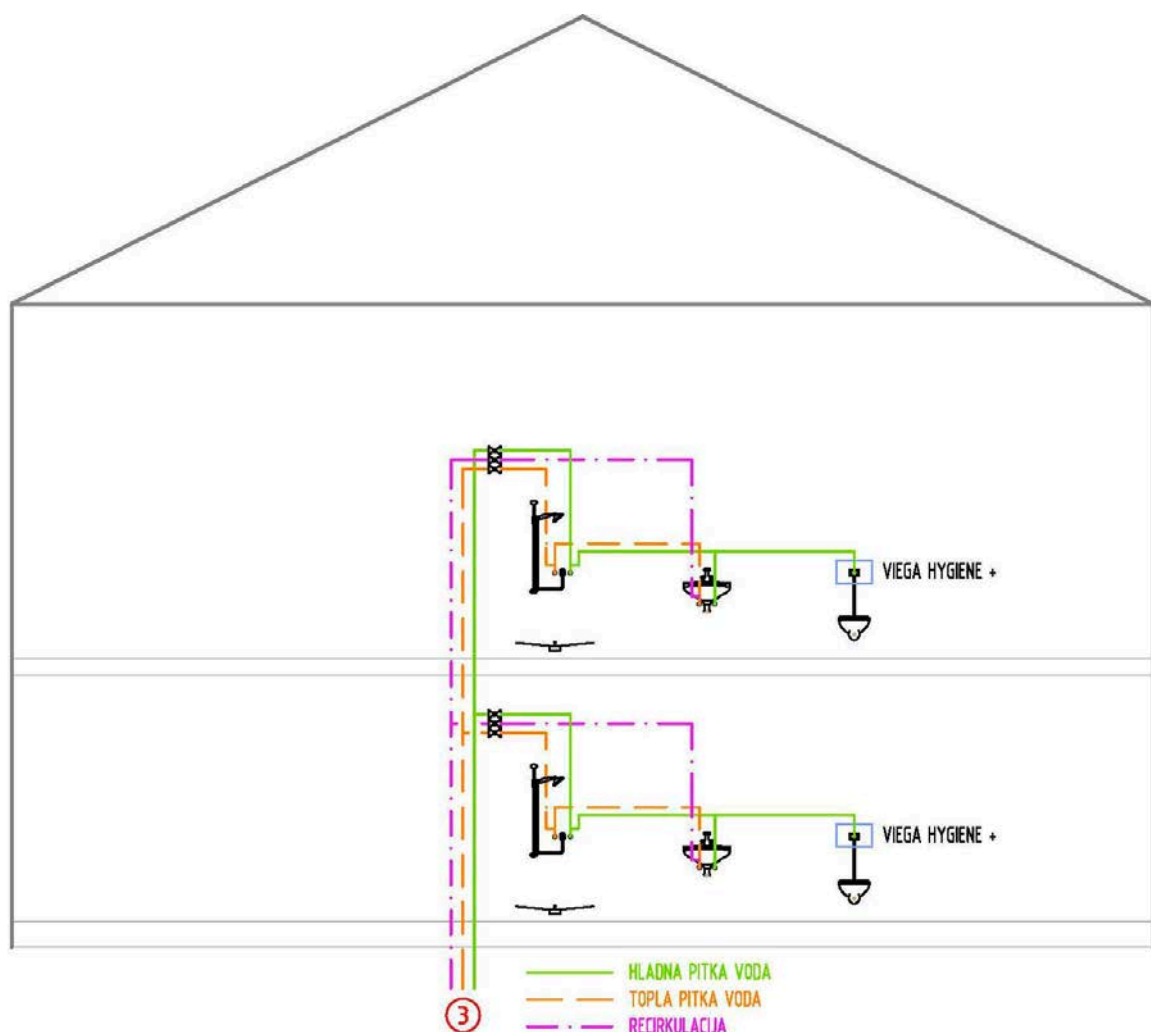 VIEGA HYGIENE +
VIEGA HYGIENE +
HLADNA PITKA VODA
TOPLA PITKA VODA
3
RECIRKULACIJA